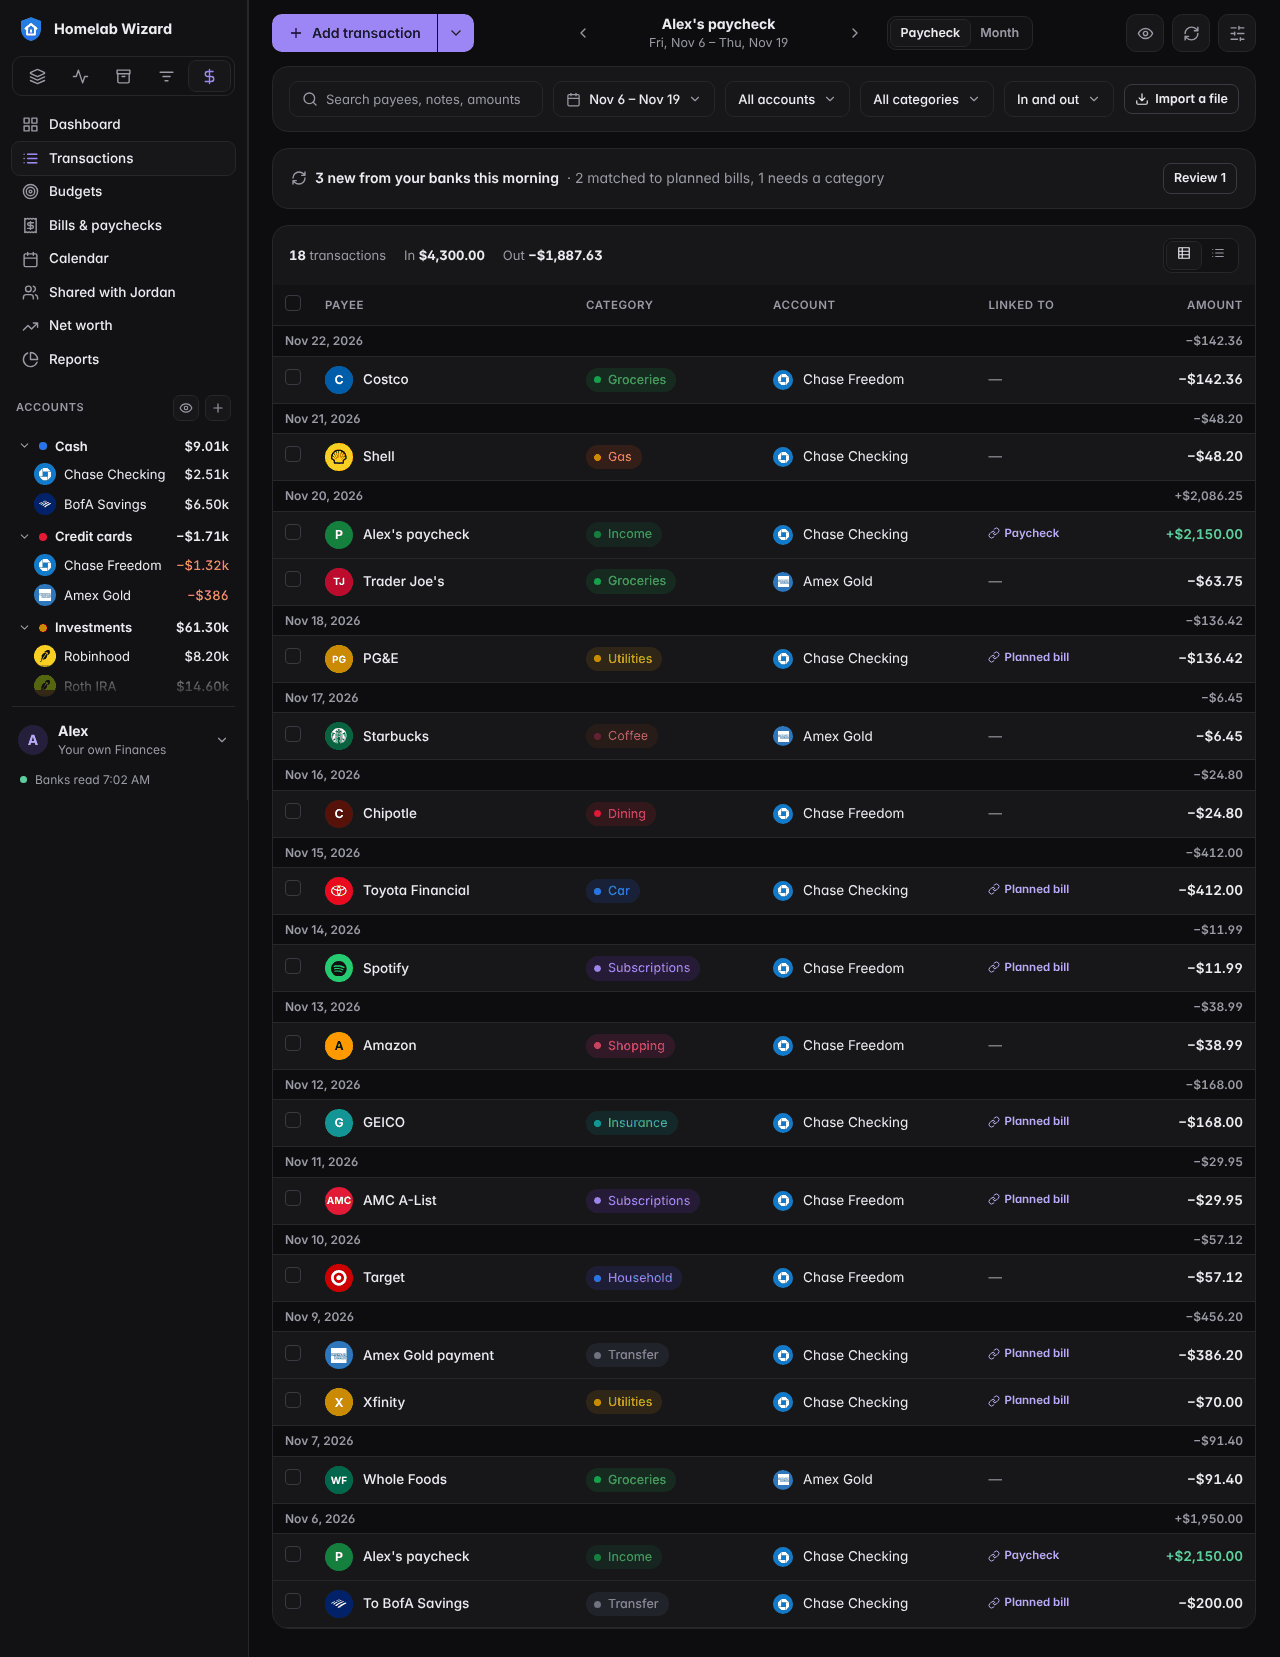 Homelab Wizard
Dashboard
Transactions
Budgets
Bills & paychecks
Calendar
Shared with Jordan
Net worth
Reports
ACCOUNTS
Cash $9.01k
Chase Checking $2.51k
BofA Savings $6.50k
Credit cards −$1.71k
Chase Freedom −$1.32k
Amex Gold −$386
Investments $61.30k
Robinhood $8.20k
Roth IRA $14.60k
A Alex
Your own Finances
Banks read 7:02 AM
Add transaction
Alex's paycheck
Fri, Nov 6 – Thu, Nov 19
Paycheck Month
Search payees, notes, amounts Nov 6 – Nov 19 All accounts All categories In and out Import a file
3 new from your banks this morning · 2 matched to planned bills, 1 needs a category Review 1
18 transactions In $4,300.00 Out −$1,887.63
PAYEE CATEGORY ACCOUNT LINKED TO AMOUNT
Nov 22, 2026 −$142.36
C Costco Groceries Chase Freedom — −$142.36
Nov 21, 2026 −$48.20
Shell Gas Chase Checking — −$48.20
Nov 20, 2026 +$2,086.25
P Alex's paycheck Income Chase Checking Paycheck +$2,150.00
TJ Trader Joe's Groceries Amex Gold — −$63.75
Nov 18, 2026 −$136.42
PG PG&E Utilities Chase Checking Planned bill −$136.42
Nov 17, 2026 −$6.45
Starbucks Coffee Amex Gold — −$6.45
Nov 16, 2026 −$24.80
C Chipotle Dining Chase Freedom — −$24.80
Nov 15, 2026 −$412.00
Toyota Financial Car Chase Checking Planned bill −$412.00
Nov 14, 2026 −$11.99
Spotify Subscriptions Chase Freedom Planned bill −$11.99
Nov 13, 2026 −$38.99
A Amazon Shopping Chase Freedom — −$38.99
Nov 12, 2026 −$168.00
G GEICO Insurance Chase Checking Planned bill −$168.00
Nov 11, 2026 −$29.95
AMC AMC A-List Subscriptions Chase Freedom Planned bill −$29.95
Nov 10, 2026 −$57.12
Target Household Chase Freedom — −$57.12
Nov 9, 2026 −$456.20
Amex Gold payment Transfer Chase Checking Planned bill −$386.20
X Xfinity Utilities Chase Checking Planned bill −$70.00
Nov 7, 2026 −$91.40
WF Whole Foods Groceries Amex Gold — −$91.40
Nov 6, 2026 +$1,950.00
P Alex's paycheck Income Chase Checking Paycheck +$2,150.00
To BofA Savings Transfer Chase Checking Planned bill −$200.00